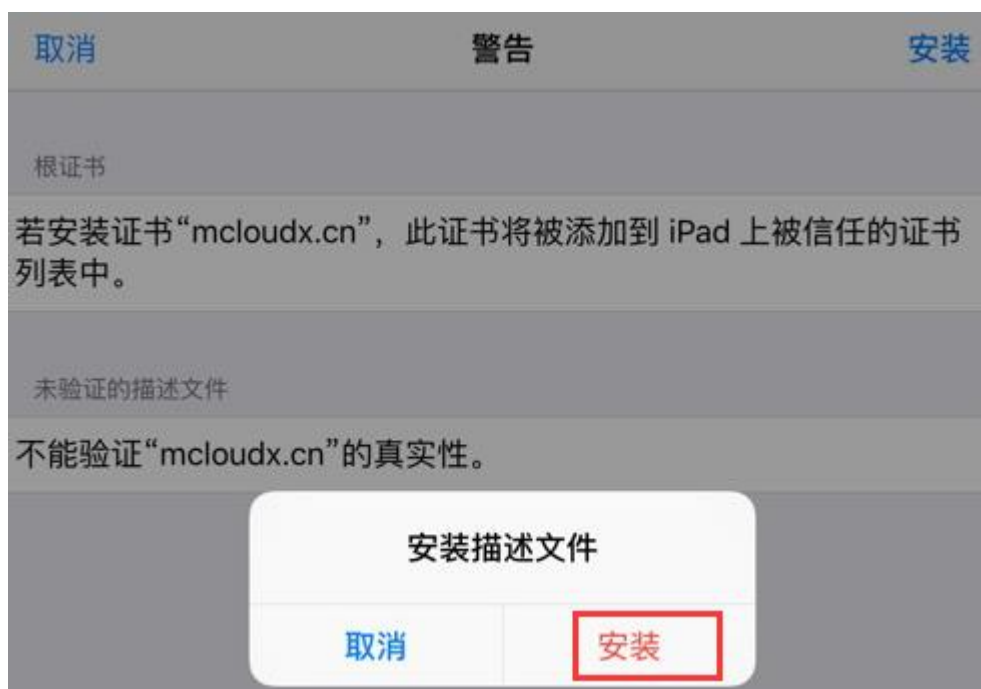 取消 警告 安装
根证书
若安装证书“mcloudx.cn”，此证书将被添加到 iPad 上被信任的证书
列表中。
未验证的描述文件
不能验证“mcloudx.cn”的真实性。
安装描述文件
取消 安装